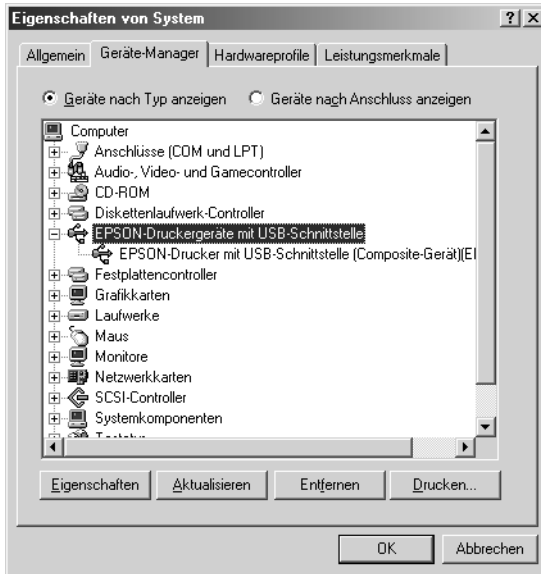 Eigenschaften von System
Allgemein Geräte-Manager Hardwareprofile Leistungsmerkmale
Geräte nach Typ anzeigen Geräte nach Anschluss anzeigen
Computer
Anschlüsse (COM und LPT)
Audio-, Video- und Gamecontroller
CD-ROM
Diskettenlaufwerk-Controller
EPSON-Druckergeräte mit USB-Schnittstelle
EPSON-Drucker mit USB-Schnittstelle (Composite-Gerät)(El
Festplattencontroller
Grafikkarten
Laufwerke
Maus
Monitore
Netzwerkkarten
SCSI-Controller
Systemkomponenten
Eigenschaften Aktualisieren Entfernen Drucken...
OK Abbrechen